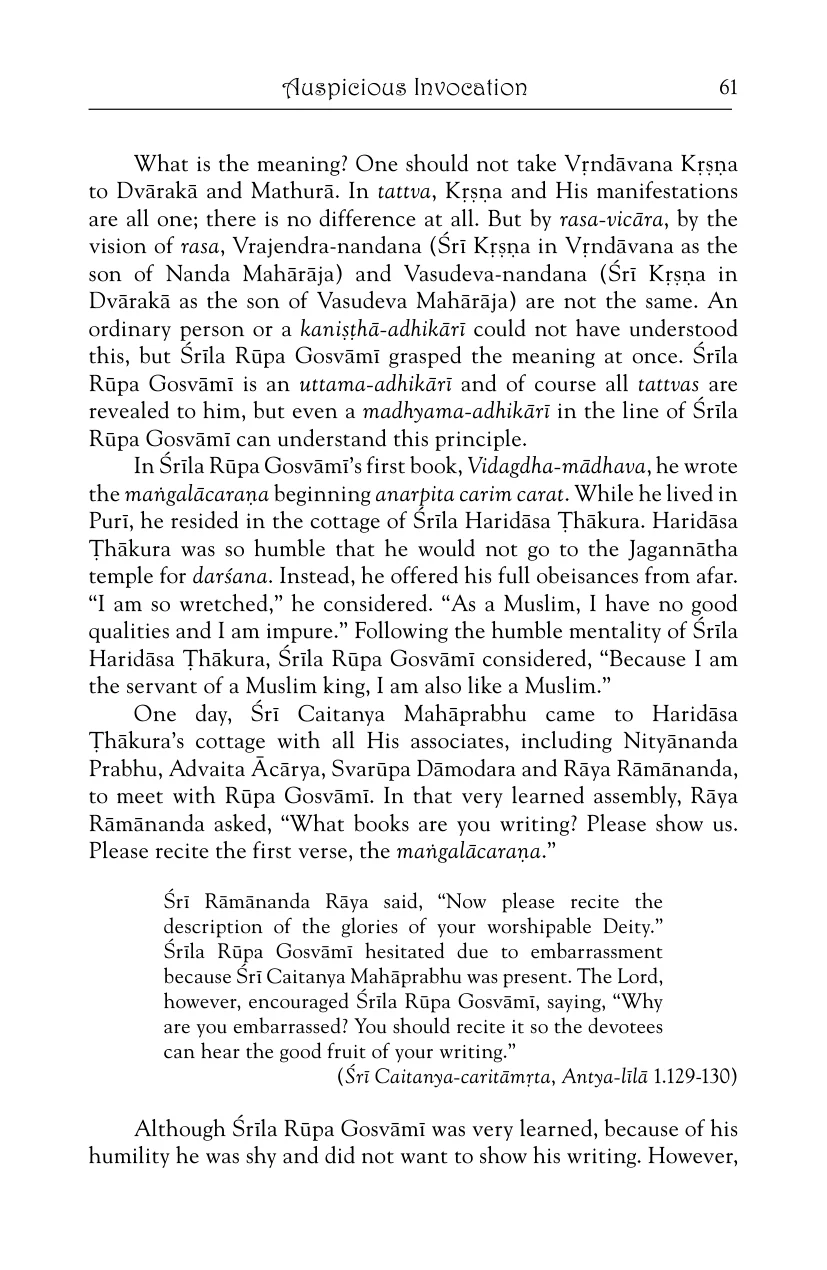 Auspicious Invocation 61
What is the meaning? One should not take Vṛndāvana Kṛṣṇa
to Dvārakā and Mathurā. In tattva, Kṛṣṇa and His manifestations
are all one; there is no difference at all. But by rasa-vicāra, by the
vision of rasa, Vrajendra-nandana (Śrī Kṛṣṇa in Vṛndāvana as the
son of Nanda Mahārāja) and Vasudeva-nandana (Śrī Kṛṣṇa in
Dvārakā as the son of Vasudeva Mahārāja) are not the same. An
ordinary person or a kaniṣṭhā-adhikārī could not have understood
this, but Śrīla Rūpa Gosvāmī grasped the meaning at once. Śrīla
Rūpa Gosvāmī is an uttama-adhikārī and of course all tattvas are
revealed to him, but even a madhyama-adhikārī in the line of Śrīla
Rūpa Gosvāmī can understand this principle.
In Śrīla Rūpa Gosvāmī’s first book, Vidagdha-mādhava, he wrote
the maṅgalācaraṇa beginning anarpita carim carat. While he lived in
Purī, he resided in the cottage of Śrīla Haridāsa Ṭhākura. Haridāsa
Ṭhākura was so humble that he would not go to the Jagannātha
temple for darśana. Instead, he offered his full obeisances from afar.
“I am so wretched,” he considered. “As a Muslim, I have no good
qualities and I am impure.” Following the humble mentality of Śrīla
Haridāsa Ṭhākura, Śrīla Rūpa Gosvāmī considered, “Because I am
the servant of a Muslim king, I am also like a Muslim.”
One day, Śrī Caitanya Mahāprabhu came to Haridāsa
Ṭhākura’s cottage with all His associates, including Nityānanda
Prabhu, Advaita Ācārya, Svarūpa Dāmodara and Rāya Rāmānanda,
to meet with Rūpa Gosvāmī. In that very learned assembly, Rāya
Rāmānanda asked, “What books are you writing? Please show us.
Please recite the first verse, the maṅgalācaraṇa.”
Śrī Rāmānanda Rāya said, “Now please recite the
description of the glories of your worshipable Deity.”
Śrīla Rūpa Gosvāmī hesitated due to embarrassment
because Śrī Caitanya Mahāprabhu was present. The Lord,
however, encouraged Śrīla Rūpa Gosvāmī, saying, “Why
are you embarrassed? You should recite it so the devotees
can hear the good fruit of your writing.”
(Śrī Caitanya-caritāmṛta, Antya-līlā 1.129-130)
Although Śrīla Rūpa Gosvāmī was very learned, because of his
humility he was shy and did not want to show his writing. However,